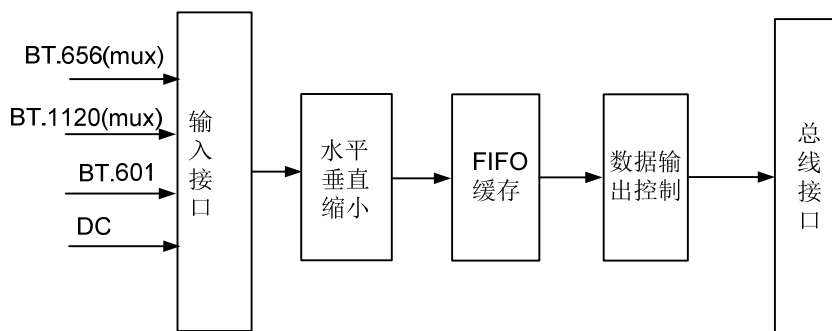 BT.656(mux)
BT.1120(mux)
BT.601
DC
输
入
接
口
水平
垂直
缩小
FIFO
缓存
数据输
出控制
总
线
接
口